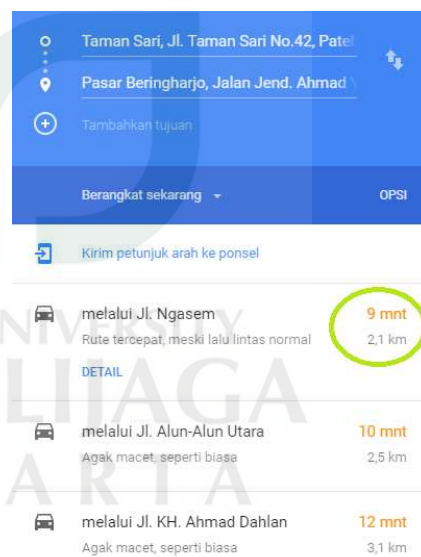 Taman Sari, Jl. Taman Sari No.42, Patel
Pasar Beringharjo, Jalan Jend. Ahmad
Tambahkan tujuan
Berangkat sekarang OPSI
Kirim petunjuk arah ke ponsel
melalui Jl. Ngasem 9 mnt
Rute tercepat, meski lalu lintas normal 2,1 km
DETAIL
melalui Jl. Alun-Alun Utara 10 mnt
Agak macet, seperti biasa 2,5 km
melalui Jl. KH. Ahmad Dahlan 12 mnt
Agak macet, seperti biasa 3,1 km